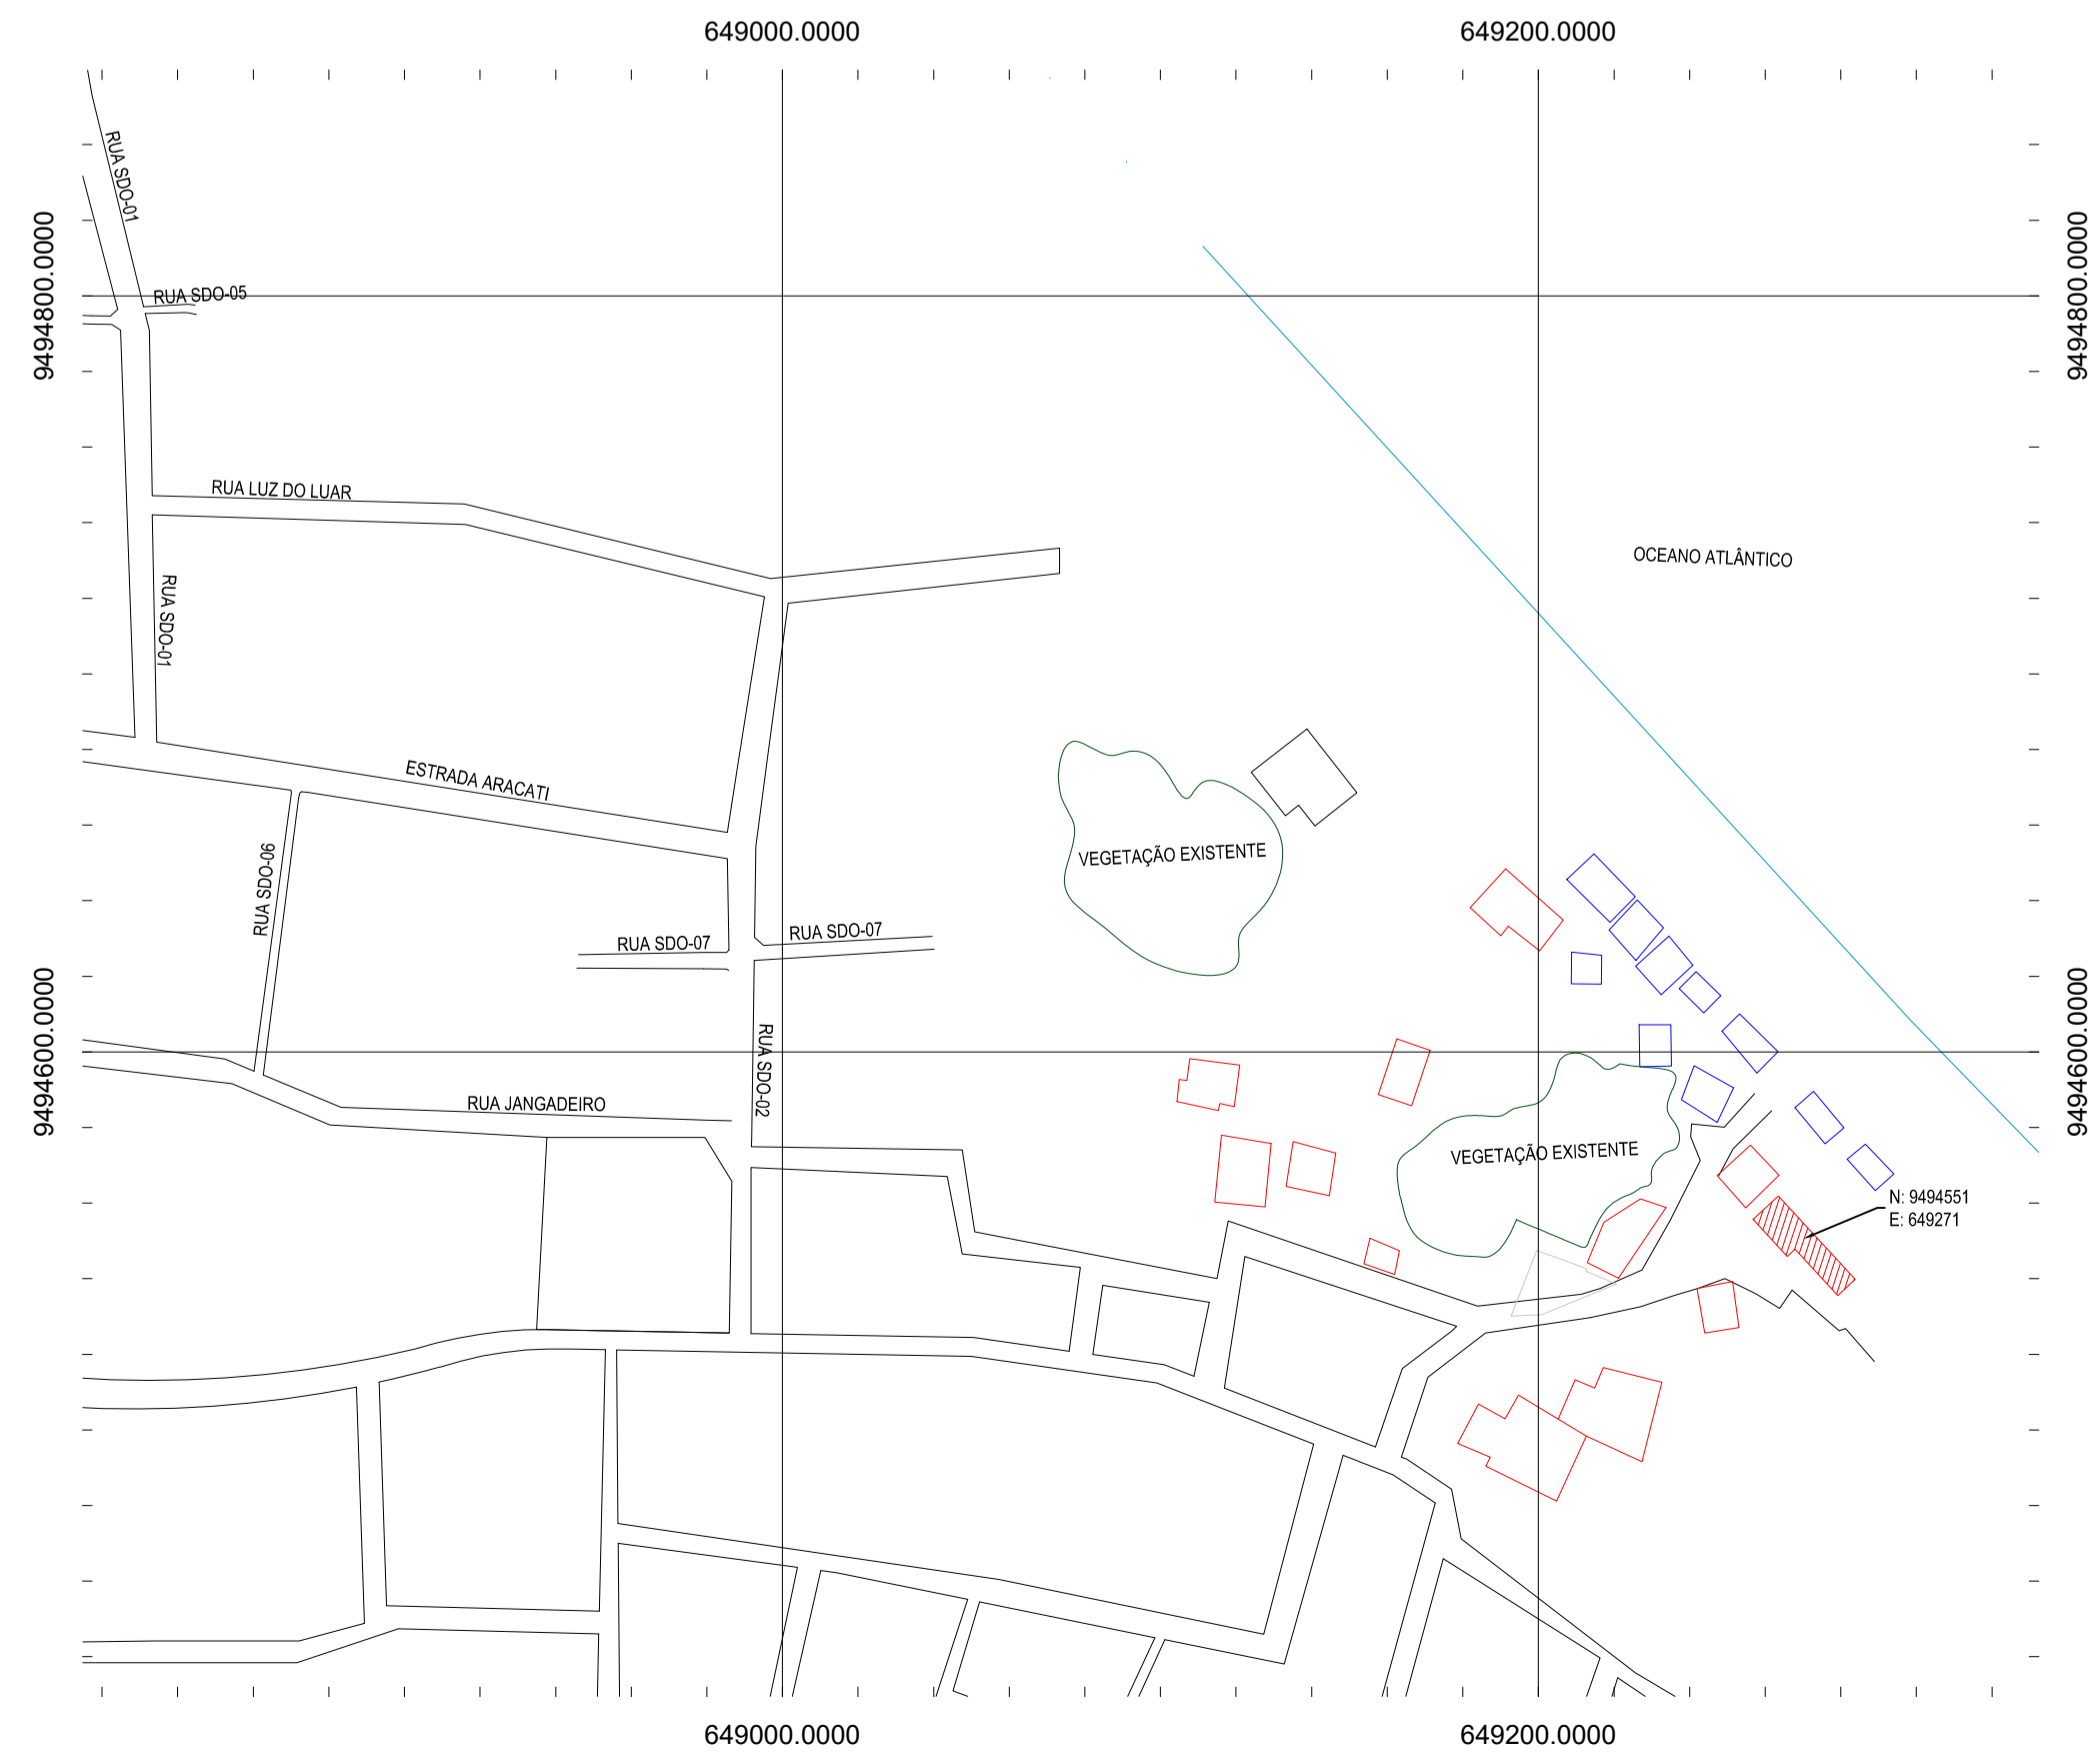 649000.0000
649200.0000
RUA SDO-01
9494800.0000
9494800.0000
RUA SDO-05
RUA LUZ DO LUAR
OCEANO ATLÂNTICO
RUA SDO-01
ESTRADA ARACATI
VEGETAÇÃO EXISTENTE
RUA SDO-06
RUA SDO-07
RUA SDO-07
9494600.0000
9494600.0000
RUA SDO-02
RUA JANGADEIRO
VEGETAÇÃO EXISTENTE
N: 9494551
E: 649271
649000.0000
649200.0000